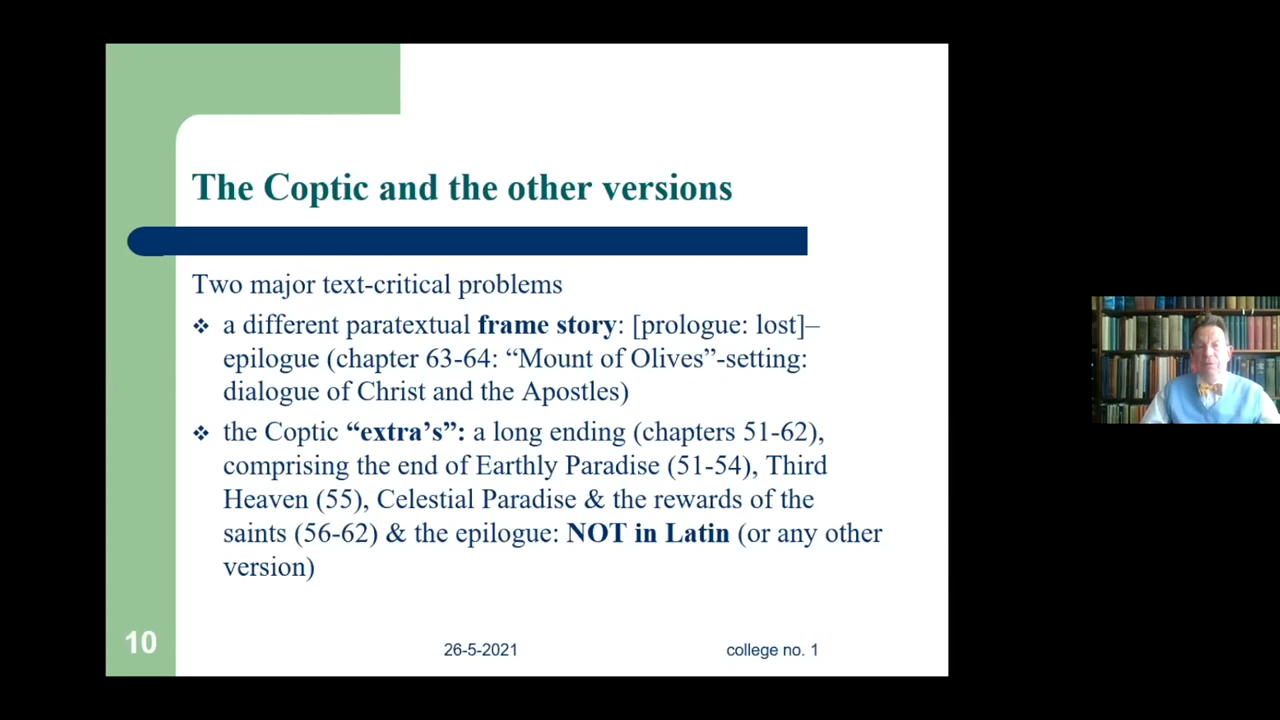 The Coptic and the other versions
Two major text-critical problems
❖ a different paratextual frame story: [prologue: lost]–
epilogue (chapter 63-64: “Mount of Olives”-setting:
dialogue of Christ and the Apostles)
❖ the Coptic “extra’s”: a long ending (chapters 51-62),
comprising the end of Earthly Paradise (51-54), Third
Heaven (55), Celestial Paradise & the rewards of the
saints (56-62) & the epilogue: NOT in Latin (or any other
version)
10
26-5-2021
college no. 1